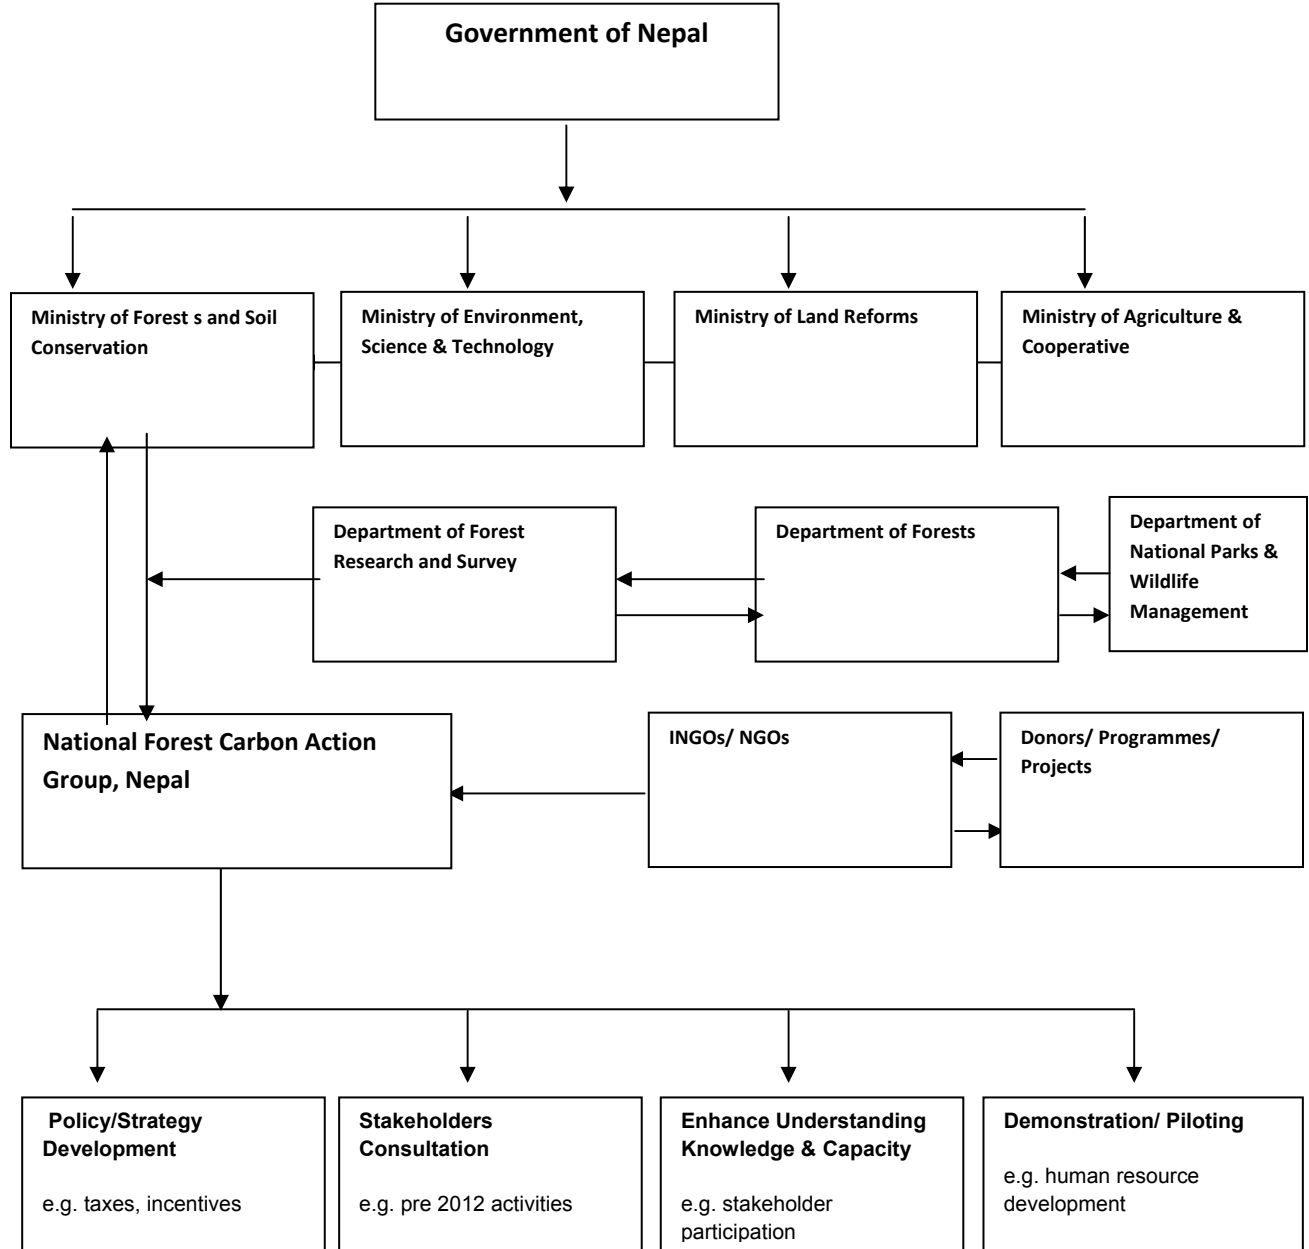 Government of Nepal
Ministry of Forest s and Soil
Conservation
Ministry of Environment,
Science & Technology
Ministry of Land Reforms
Ministry of Agriculture &
Cooperative
Department of Forest
Research and Survey
Department of Forests
Department of
National Parks &
Wildlife
Management
National Forest Carbon Action
Group, Nepal
INGOs/ NGOs
Donors/ Programmes/
Projects
Policy/Strategy
Development
e.g. taxes, incentives
Stakeholders
Consultation
e.g. pre 2012 activities
Enhance Understanding
Knowledge & Capacity
e.g. stakeholder
participation
Demonstration/ Piloting
e.g. human resource
development